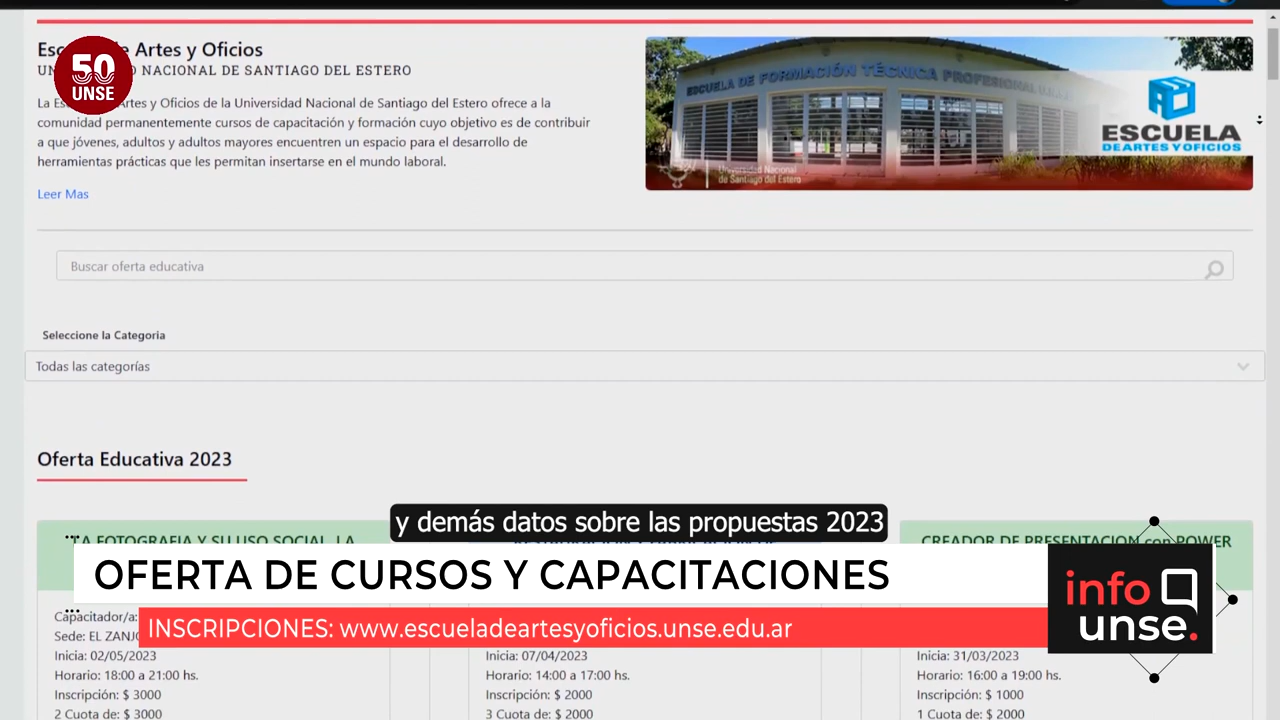 50
UNSE
Escuela de Artes y Oficios
NACIONAL DE SANTIAGO DEL ESTERO
La Artes y Oficios de la Universidad Nacional de Santiago del Estero ofrece a la
comunidad permanentemente cursos de capacitación y formación cuyo objetivo es de contribuir
a que jóvenes, adultos y adultos mayores encuentren un espacio para el desarrollo de
herramientas prácticas que les permitan insertarse en el mundo laboral.
Leer Mas
ESCUELA DE FORMACIÓN TÉCNICA PROFESIONAL
ESCUELA
DE ARTES Y OFICIOS
Universidad Nacional
de Santiago del Estero
Buscar oferta educativa
Seleccione la Categoria
Todas las categorías
Oferta Educativa 2023
y demás datos sobre las propuestas 2023
LA FOTOGRAFIA Y SU USO SOCIAL. LA
CREADOR DE PRESENTACION con POWER
OFERTA DE CURSOS Y CAPACITACIONES
INSCRIPCIONES: www.escueladeartesyoficios.unse.edu.ar
info
unse.
Capacitador/a:
Sede: EL ZANJ
Inicia: 02/05/2023
Horario: 18:00 a 21:00 hs.
Inscripción: $ 3000
2 Cuota de: $ 3000
Inicia: 07/04/2023
Horario: 14:00 a 17:00 hs.
Inscripción: $ 2000
3 Cuota de: $ 2000
Inicia: 31/03/2023
Horario: 16:00 a 19:00 hs.
Inscripción: $ 1000
1 Cuota de: $ 2000